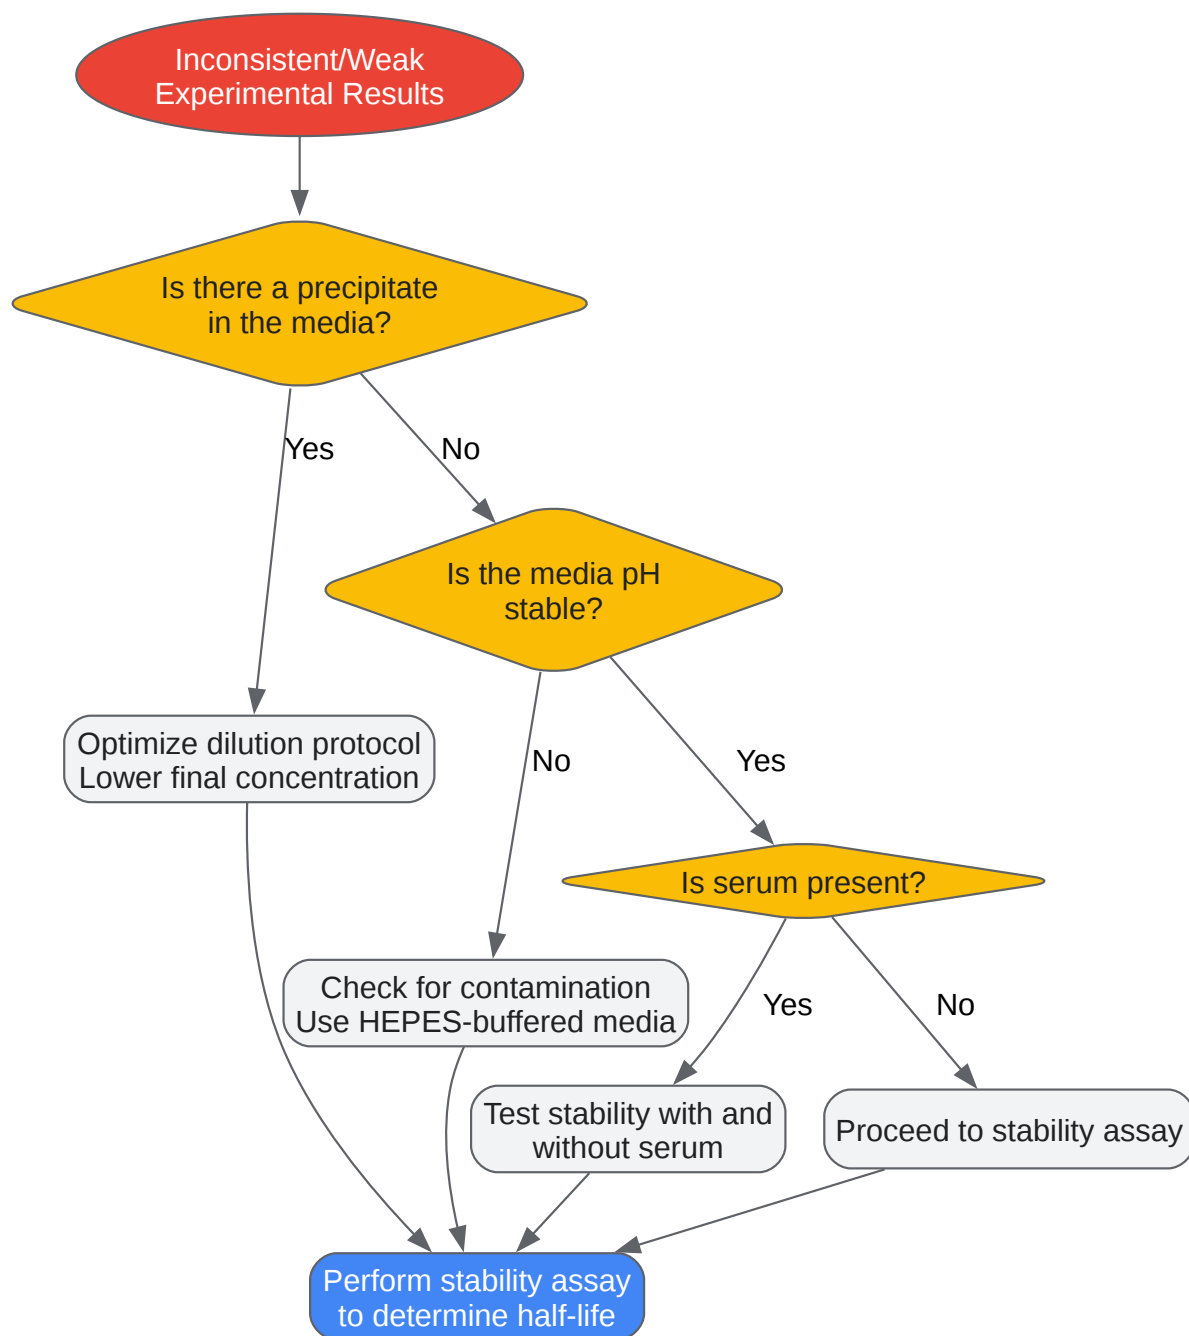 Inconsistent/Weak
Experimental Results
Is there a precipitate
in the media?
Yes
No
Is the media pH
stable?
Optimize dilution protocol
Lower final concentration
No
Yes
Is serum present?
Check for contamination
Use HEPES-buffered media
Yes
No
Test stability with and
without serum
Proceed to stability assay
Perform stability assay
to determine half-life